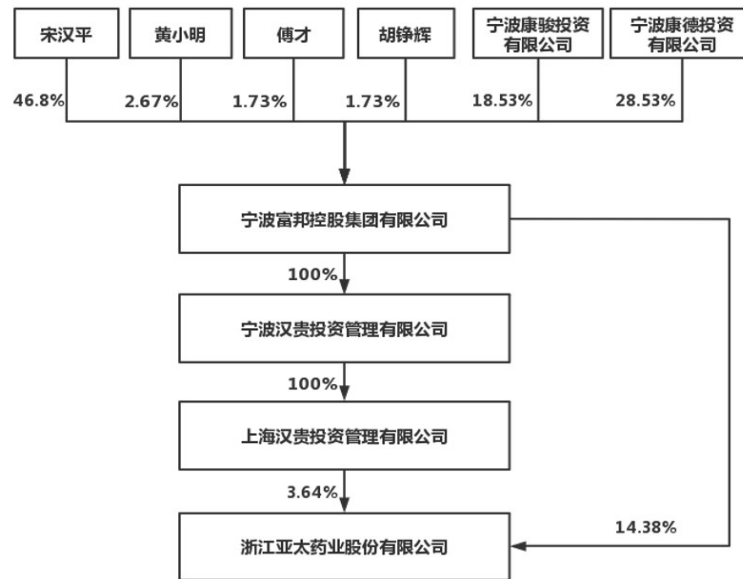 宋汉平
黄小明
傅才
胡铮辉
宁波康骏投资
有限公司
宁波康德投资
有限公司
46.8%
2.67%
1.73%
1.73%
18.53%
28.53%
宁波富邦控股集团有限公司
100%
宁波汉贵投资管理有限公司
100%
上海汉贵投资管理有限公司
3.64%
14.38%
浙江亚太药业股份有限公司